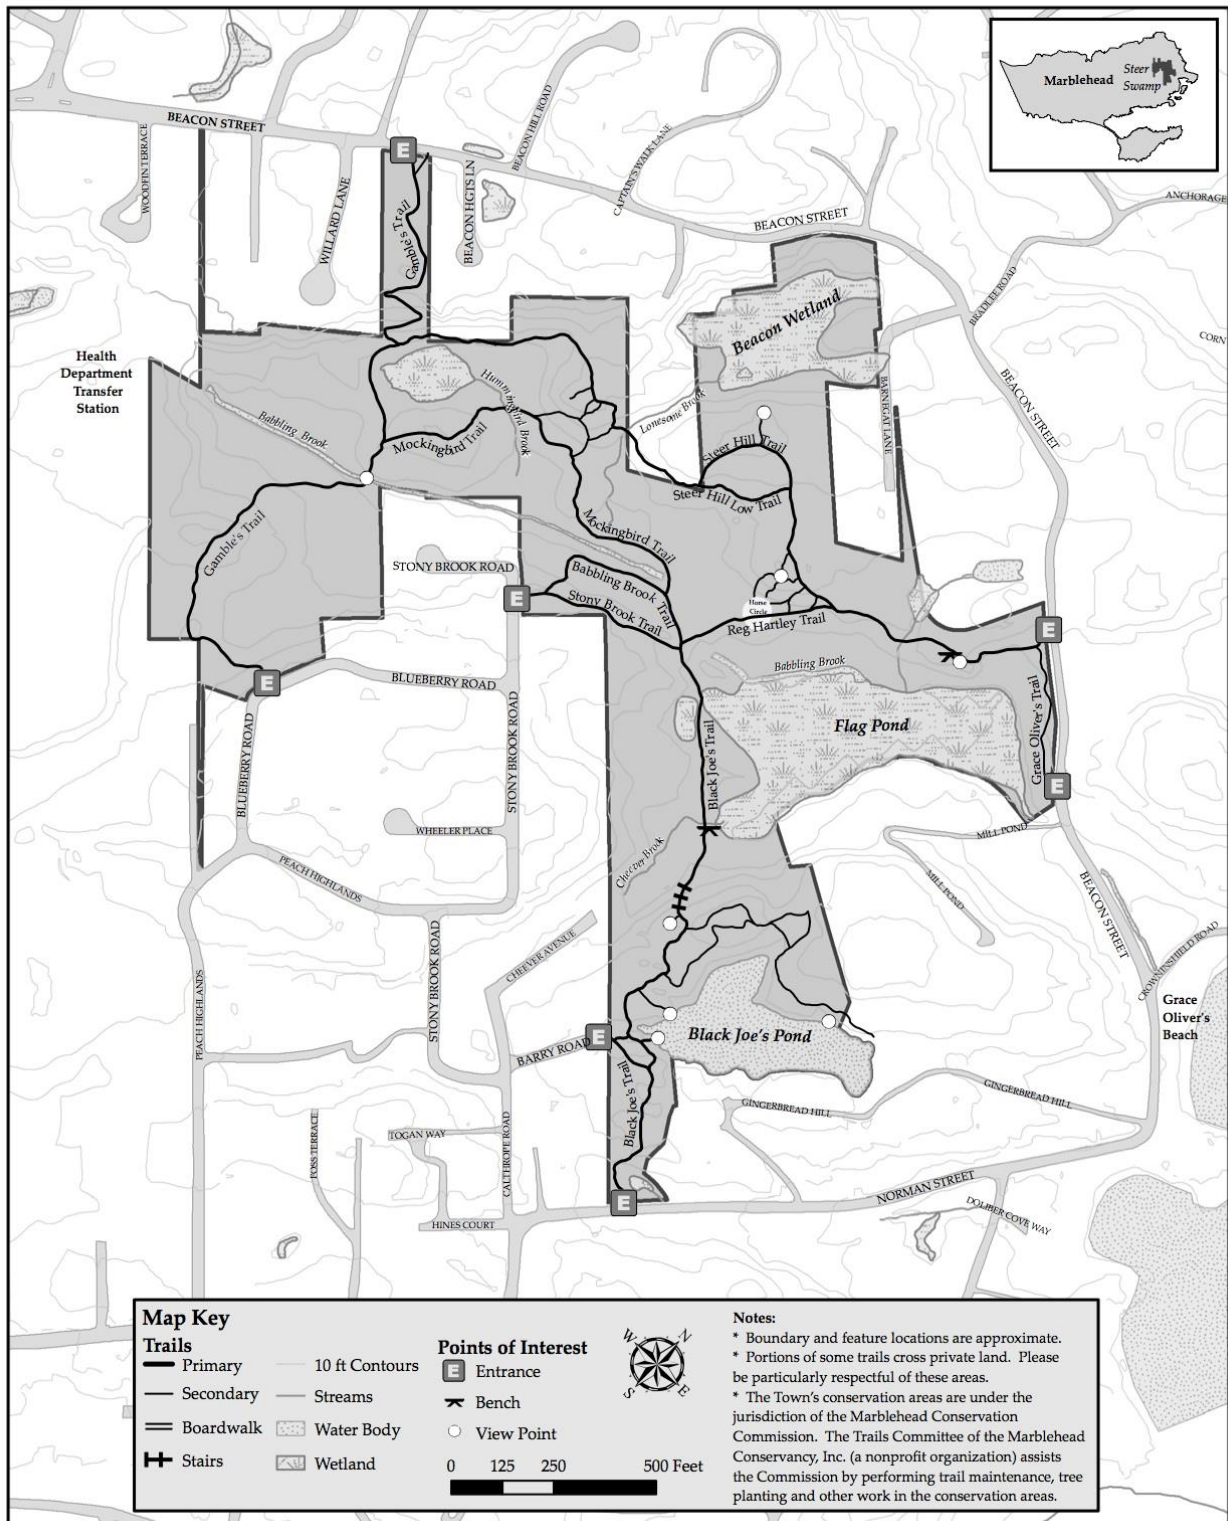 Marblehead
Steer
Swamp
BEACON STREET
WOODFIN TERRACE
WILLARD LANE
E
Gamble's Trail
BEACON HGTS LN
BEACON HILL ROAD
CAPTAIN'S WALK LANE
BEACON STREET
ANCHORAGE
BRADLEE ROAD
CORN
Health
Department
Transfer
Station
Beacon Wetland
Hummingbird Brook
Babbling Brook
Mockingbird Trail
Lonesome Brook
BARNEGAT LANE
BEACON STREET
Steer Hill Trail
Steer Hill Low Trail
Gamble's Trail
Mockingbird Trail
STONY BROOK ROAD
E
Babbling Brook Trail
Stony Brook Trail
Horse
Circle
Reg Hartley Trail
E
Babbling Brook
E
BLUEBERRY ROAD
BLUEBERRY ROAD
STONY BROOK ROAD
Black Joe's Trail
Flag Pond
Grace Oliver's Trail
E
WHEELER PLACE
MILL POND
MILL POND
PEACH HIGHLANDS
Cheever Brook
BEACON STREET
CROWNINSHIELD ROAD
STONY BROOK ROAD
CHEEVER AVENUE
PEACH HIGHLANDS
Grace
Oliver's
Beach
BARRY ROAD
E
Black Joe's Pond
Black Joe's Trail
GINGERBREAD HILL
GINGERBREAD HILL
FOSS TERRACE
TOGAN WAY
CALTHROPE ROAD
HINES COURT
E
NORMAN STREET
DOLIBER COVE WAY
Map Key
Trails
Primary
Secondary
Boardwalk
Stairs
10 ft Contours
Streams
Water Body
Wetland
Points of Interest
E Entrance
Bench
View Point
W N
S E
0 125 250 500 Feet
Notes:
* Boundary and feature locations are approximate.
* Portions of some trails cross private land. Please
be particularly respectful of these areas.
* The Town's conservation areas are under the
jurisdiction of the Marblehead Conservation
Commission. The Trails Committee of the Marblehead
Conservancy, Inc. (a nonprofit organization) assists
the Commission by performing trail maintenance, tree
planting and other work in the conservation areas.